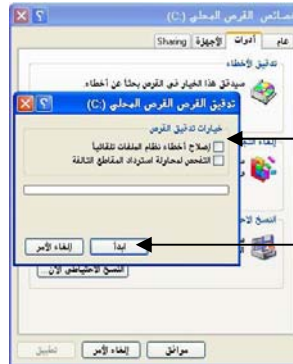 خصائص القرص المحلي (C:)
عام أدوات الأجهزة Sharing
تدقيق الأخطاء
سيدقق هذا الخيار في القرص بحثاً عن أخطاء.
تدقيق القرص القرص المحلي (C:)
خيارات تدقيق القرص
إصلاح أخطاء نظام الملفات تلقائياً
التفحص لمحاولة استرداد المقاطع التالفة
ابدأ إلغاء الأمر
النسخ الاحتياطي الآن...
موافق إلغاء الأمر تطبيق